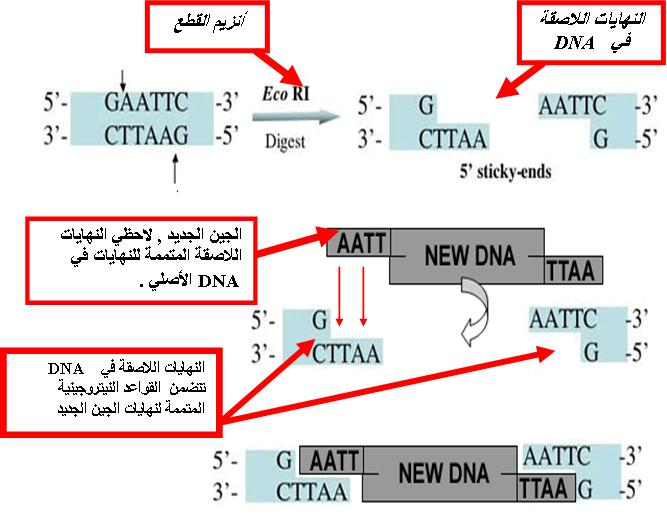 أنزيم القطع
النهايات اللاصقة
في DNA
5'- GAATTC -3'
3'- CTTAAG -5'
Eco RI
Digest
5'- G AATTC -3'
3'- CTTAA G -5'
5' sticky-ends
الجين الجديد , لاحظي النهايات
اللاصقة المتممة للنهايات في
DNA الأصلي .
AATT NEW DNA TTAA
5'- G AATTC -3'
3'- CTTAA G -5'
النهايات اللاصقة في DNA
تتضمن القواعد النيتروجينية
المتممة لنهايات الجين الجديد
5'- G AATT NEW DNA AATTC -3'
3'- CTTAA TTAA G -5'